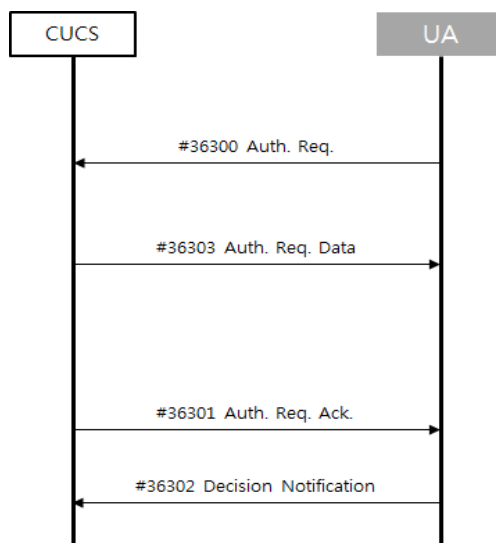 CUCS
UA
#36300 Auth. Req.
#36303 Auth. Req. Data
#36301 Auth. Req. Ack.
#36302 Decision Notification